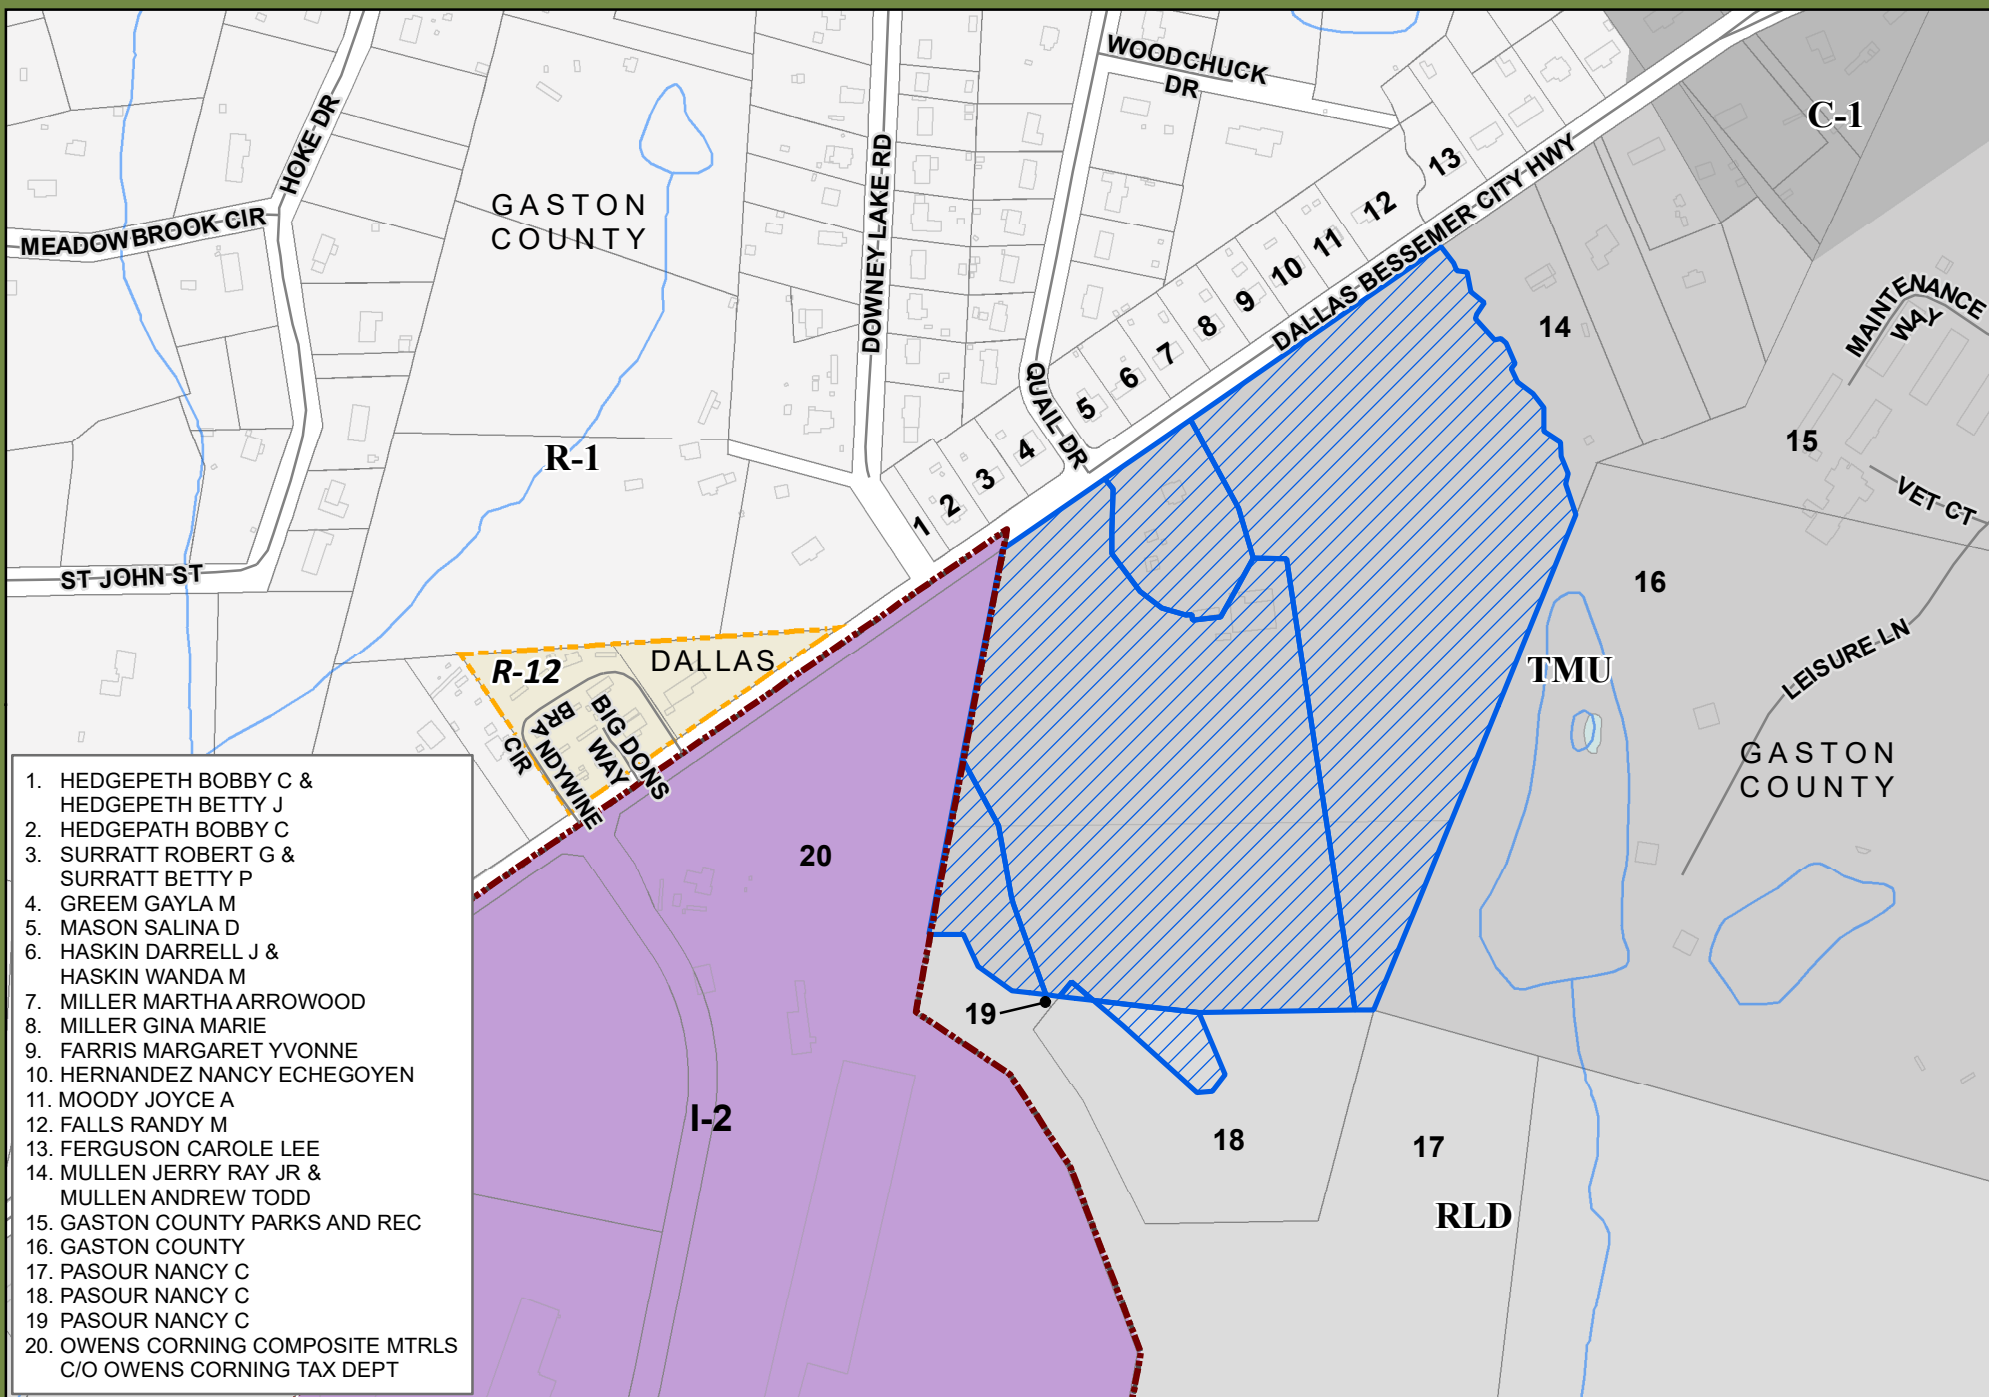 WOODCHUCK
DR
C-1
HOKE DR
DOWNEY LAKE RD
GASTON
COUNTY
MEADOWBROOK CIR
13
12
11
10
9
8
7
6
5
4
3
2
1
DALLAS-BESSEMER CITY HWY
QUAIL DR
14
MAINTENANCE
WAY
15
VET CT
R-1
ST JOHN ST
16
LEISURE LN
TMU
GASTON
COUNTY
R-12
DALLAS
BRANDYWINE
CIR
BIG DONS
WAY
20
19
I-2
18
17
RLD
1. HEDGEPETH BOBBY C &
HEDGEPETH BETTY J
2. HEDGEPATH BOBBY C
3. SURRATT ROBERT G &
SURRATT BETTY P
4. GREEM GAYLA M
5. MASON SALINA D
6. HASKIN DARRELL J &
HASKIN WANDA M
7. MILLER MARTHA ARROWOOD
8. MILLER GINA MARIE
9. FARRIS MARGARET YVONNE
10. HERNANDEZ NANCY ECHEGOYEN
11. MOODY JOYCE A
12. FALLS RANDY M
13. FERGUSON CAROLE LEE
14. MULLEN JERRY RAY JR &
MULLEN ANDREW TODD
15. GASTON COUNTY PARKS AND REC
16. GASTON COUNTY
17. PASOUR NANCY C
18. PASOUR NANCY C
19 PASOUR NANCY C
20. OWENS CORNING COMPOSITE MTRLS
C/O OWENS CORNING TAX DEPT